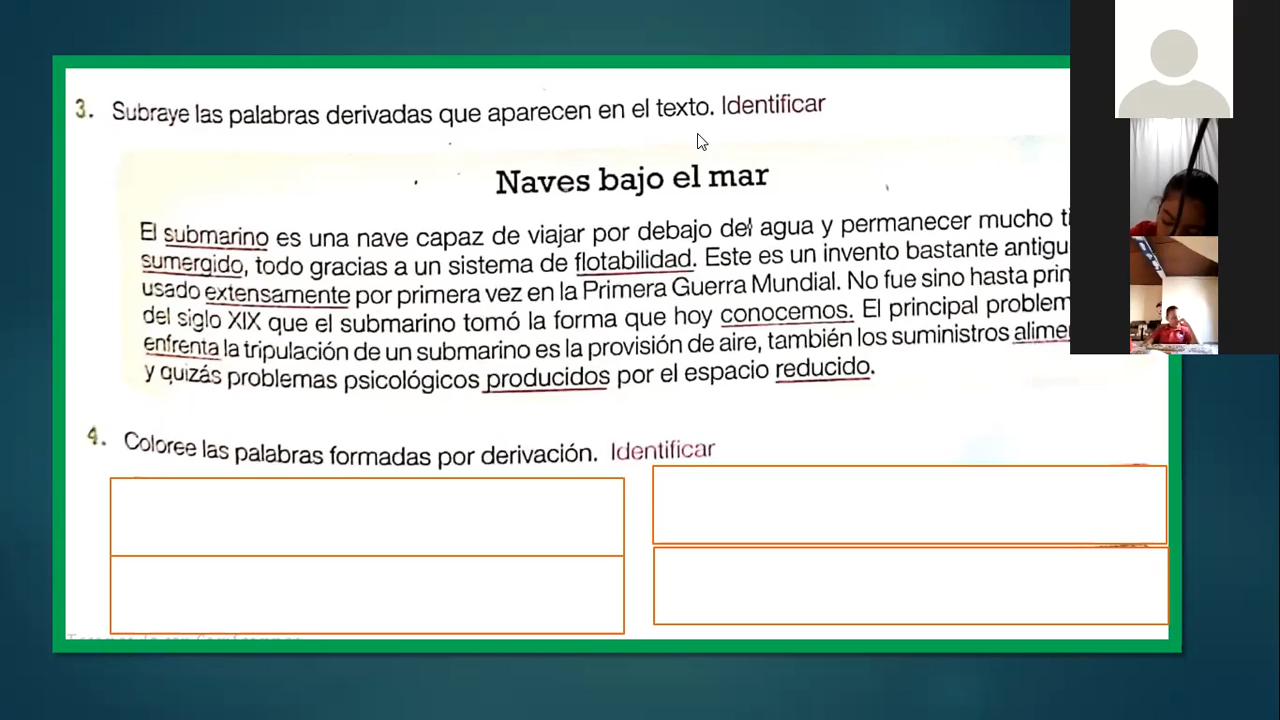 3. Subraye las palabras derivadas que aparecen en el texto. Identificar
Naves bajo el mar
El submarino es una nave capaz de viajar por debajo del agua y permanecer mucho
sumergido, todo gracias a un sistema de flotabilidad. Este es un invento bastante antigu
usado extensamente por primera vez en la Primera Guerra Mundial. No fue sino hasta prin
del siglo XIX que el submarino tomó la forma que hoy conocemos. El principal problem
enfrenta la tripulación de un submarino es la provisión de aire, también los suministros alime
y quizás problemas psicológicos producidos por el espacio reducido.
4. Coloree las palabras formadas por derivación. Identificar